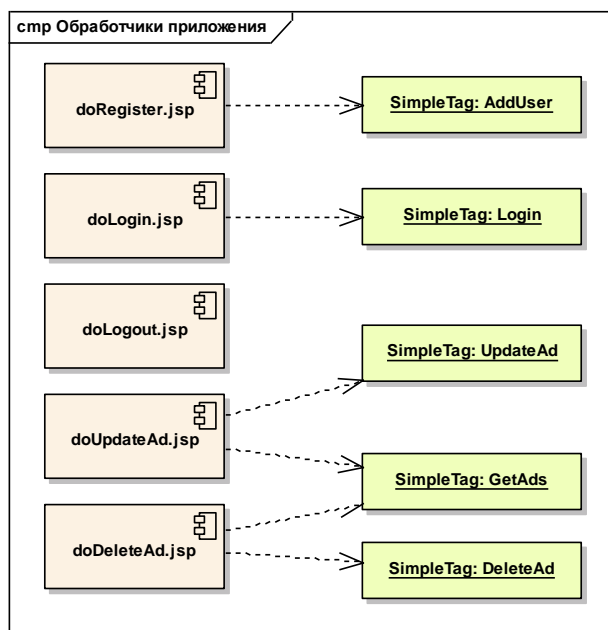 cmp Обработчики приложения
doRegister.jsp
SimpleTag: AddUser
doLogin.jsp
SimpleTag: Login
doLogout.jsp
SimpleTag: UpdateAd
doUpdateAd.jsp
SimpleTag: GetAds
doDeleteAd.jsp
SimpleTag: DeleteAd